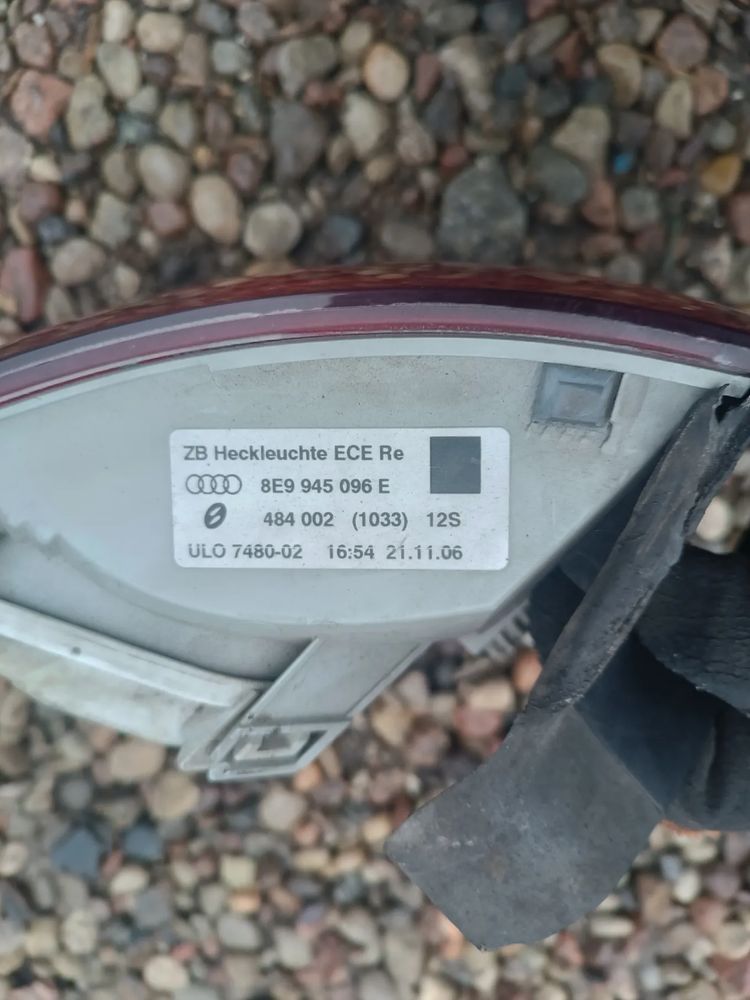 ZB Heckleuchte ECE Re
8E9 945 096 E
484 002 (1033) 12S
ULO 7480-02 16:54 21.11.06